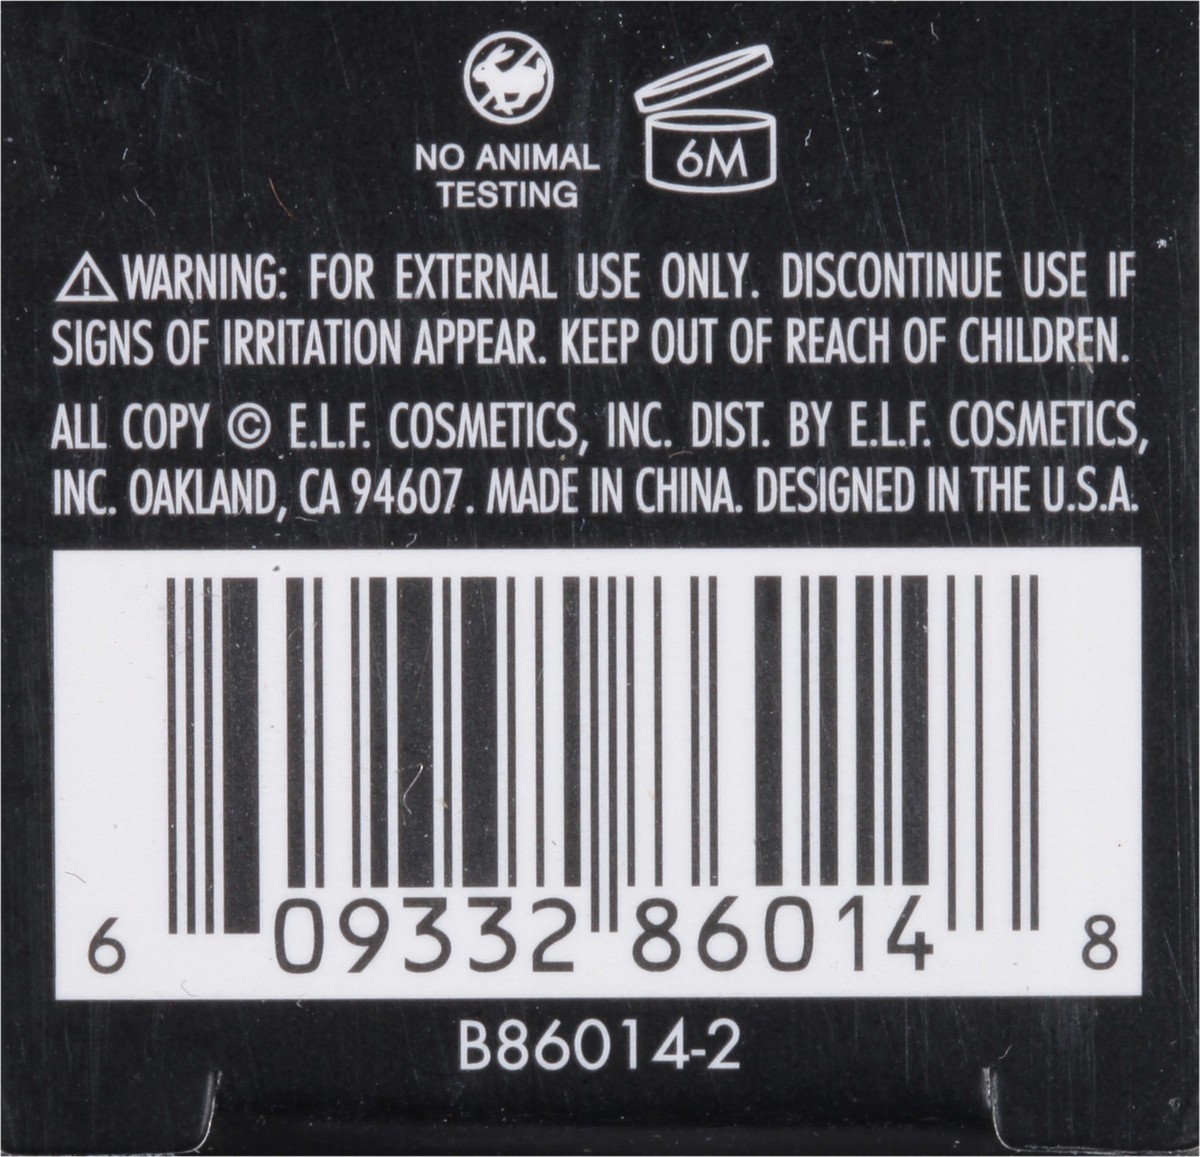 NO ANIMAL
TESTING
6M
WARNING: FOR EXTERNAL USE ONLY. DISCONTINUE USE IF
SIGNS OF IRRITATION APPEAR. KEEP OUT OF REACH OF CHILDREN.
ALL COPY © E.L.F. COSMETICS, INC. DIST. BY E.L.F. COSMETICS,
INC. OAKLAND, CA 94607. MADE IN CHINA. DESIGNED IN THE U.S.A.
6 09332 86014 8
B86014-2